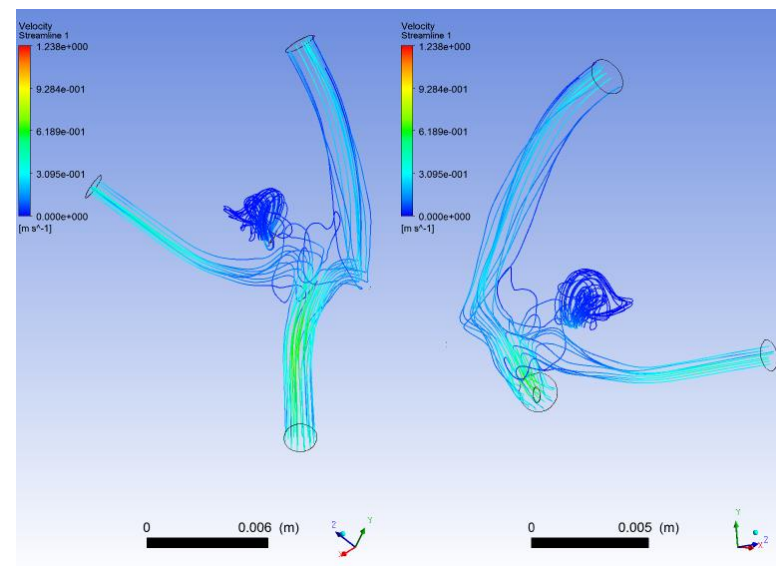 Velocity
Streamline 1
1.238e+000
9.284e-001
6.189e-001
3.095e-001
0.000e+000
[m s^-1]
Velocity
Streamline 1
1.238e+000
9.284e-001
6.189e-001
3.095e-001
0.000e+000
[m s^-1]
0 0.006 (m)
Z Y X
0 0.005 (m)
Y X Z